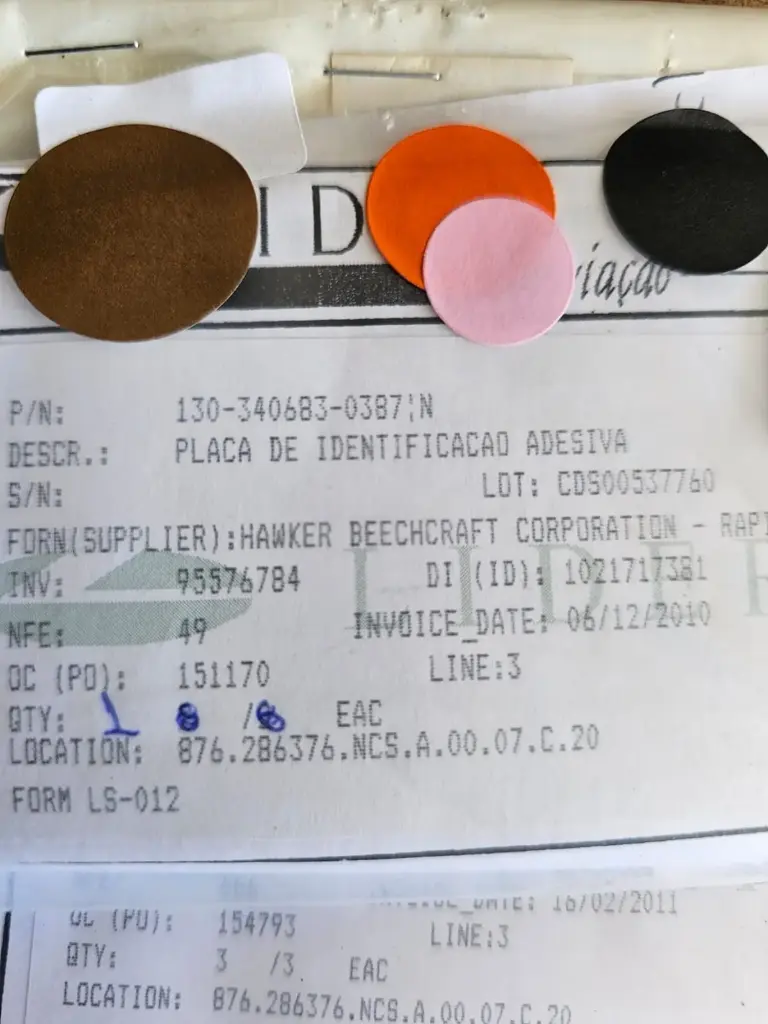 I D
iação
P/N: 130-340683-0387¦N
DESCR.: PLACA DE IDENTIFICACAO ADESIVA
S/N: LOT: CDS00537760
FORN(SUPPLIER):HAWKER BEECHCRAFT CORPORATION - RAPI
INV: 95576784 DI (ID): 1021717381
LIDER
NFE: 49 INVOICE_DATE: 06/12/2010
OC (PO): 151170 LINE:3
QTY: 1 8 / EAC
LOCATION: 876.286376.NCS.A.00.07.C.20
FORM LS-012
INVOICE_DATE: 16/02/2011
OC (PO): 154793 LINE:3
QTY: 3 /3 EAC
LOCATION: 876.286376.NCS.A.00.07.C.20